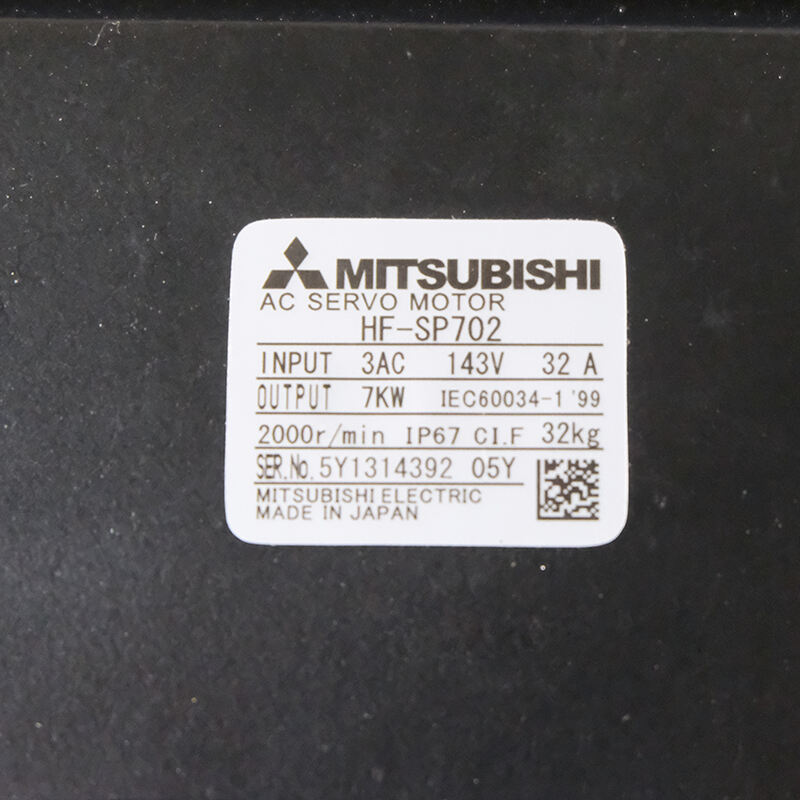 MITSUBISHI
AC SERVO MOTOR
HF-SP702
INPUT 3AC 143V 32 A
OUTPUT 7KW IEC60034-1 '99
2000r/min IP67 CI.F 32kg
SER.No. 5Y1314392 05Y
MITSUBISHI ELECTRIC
MADE IN JAPAN